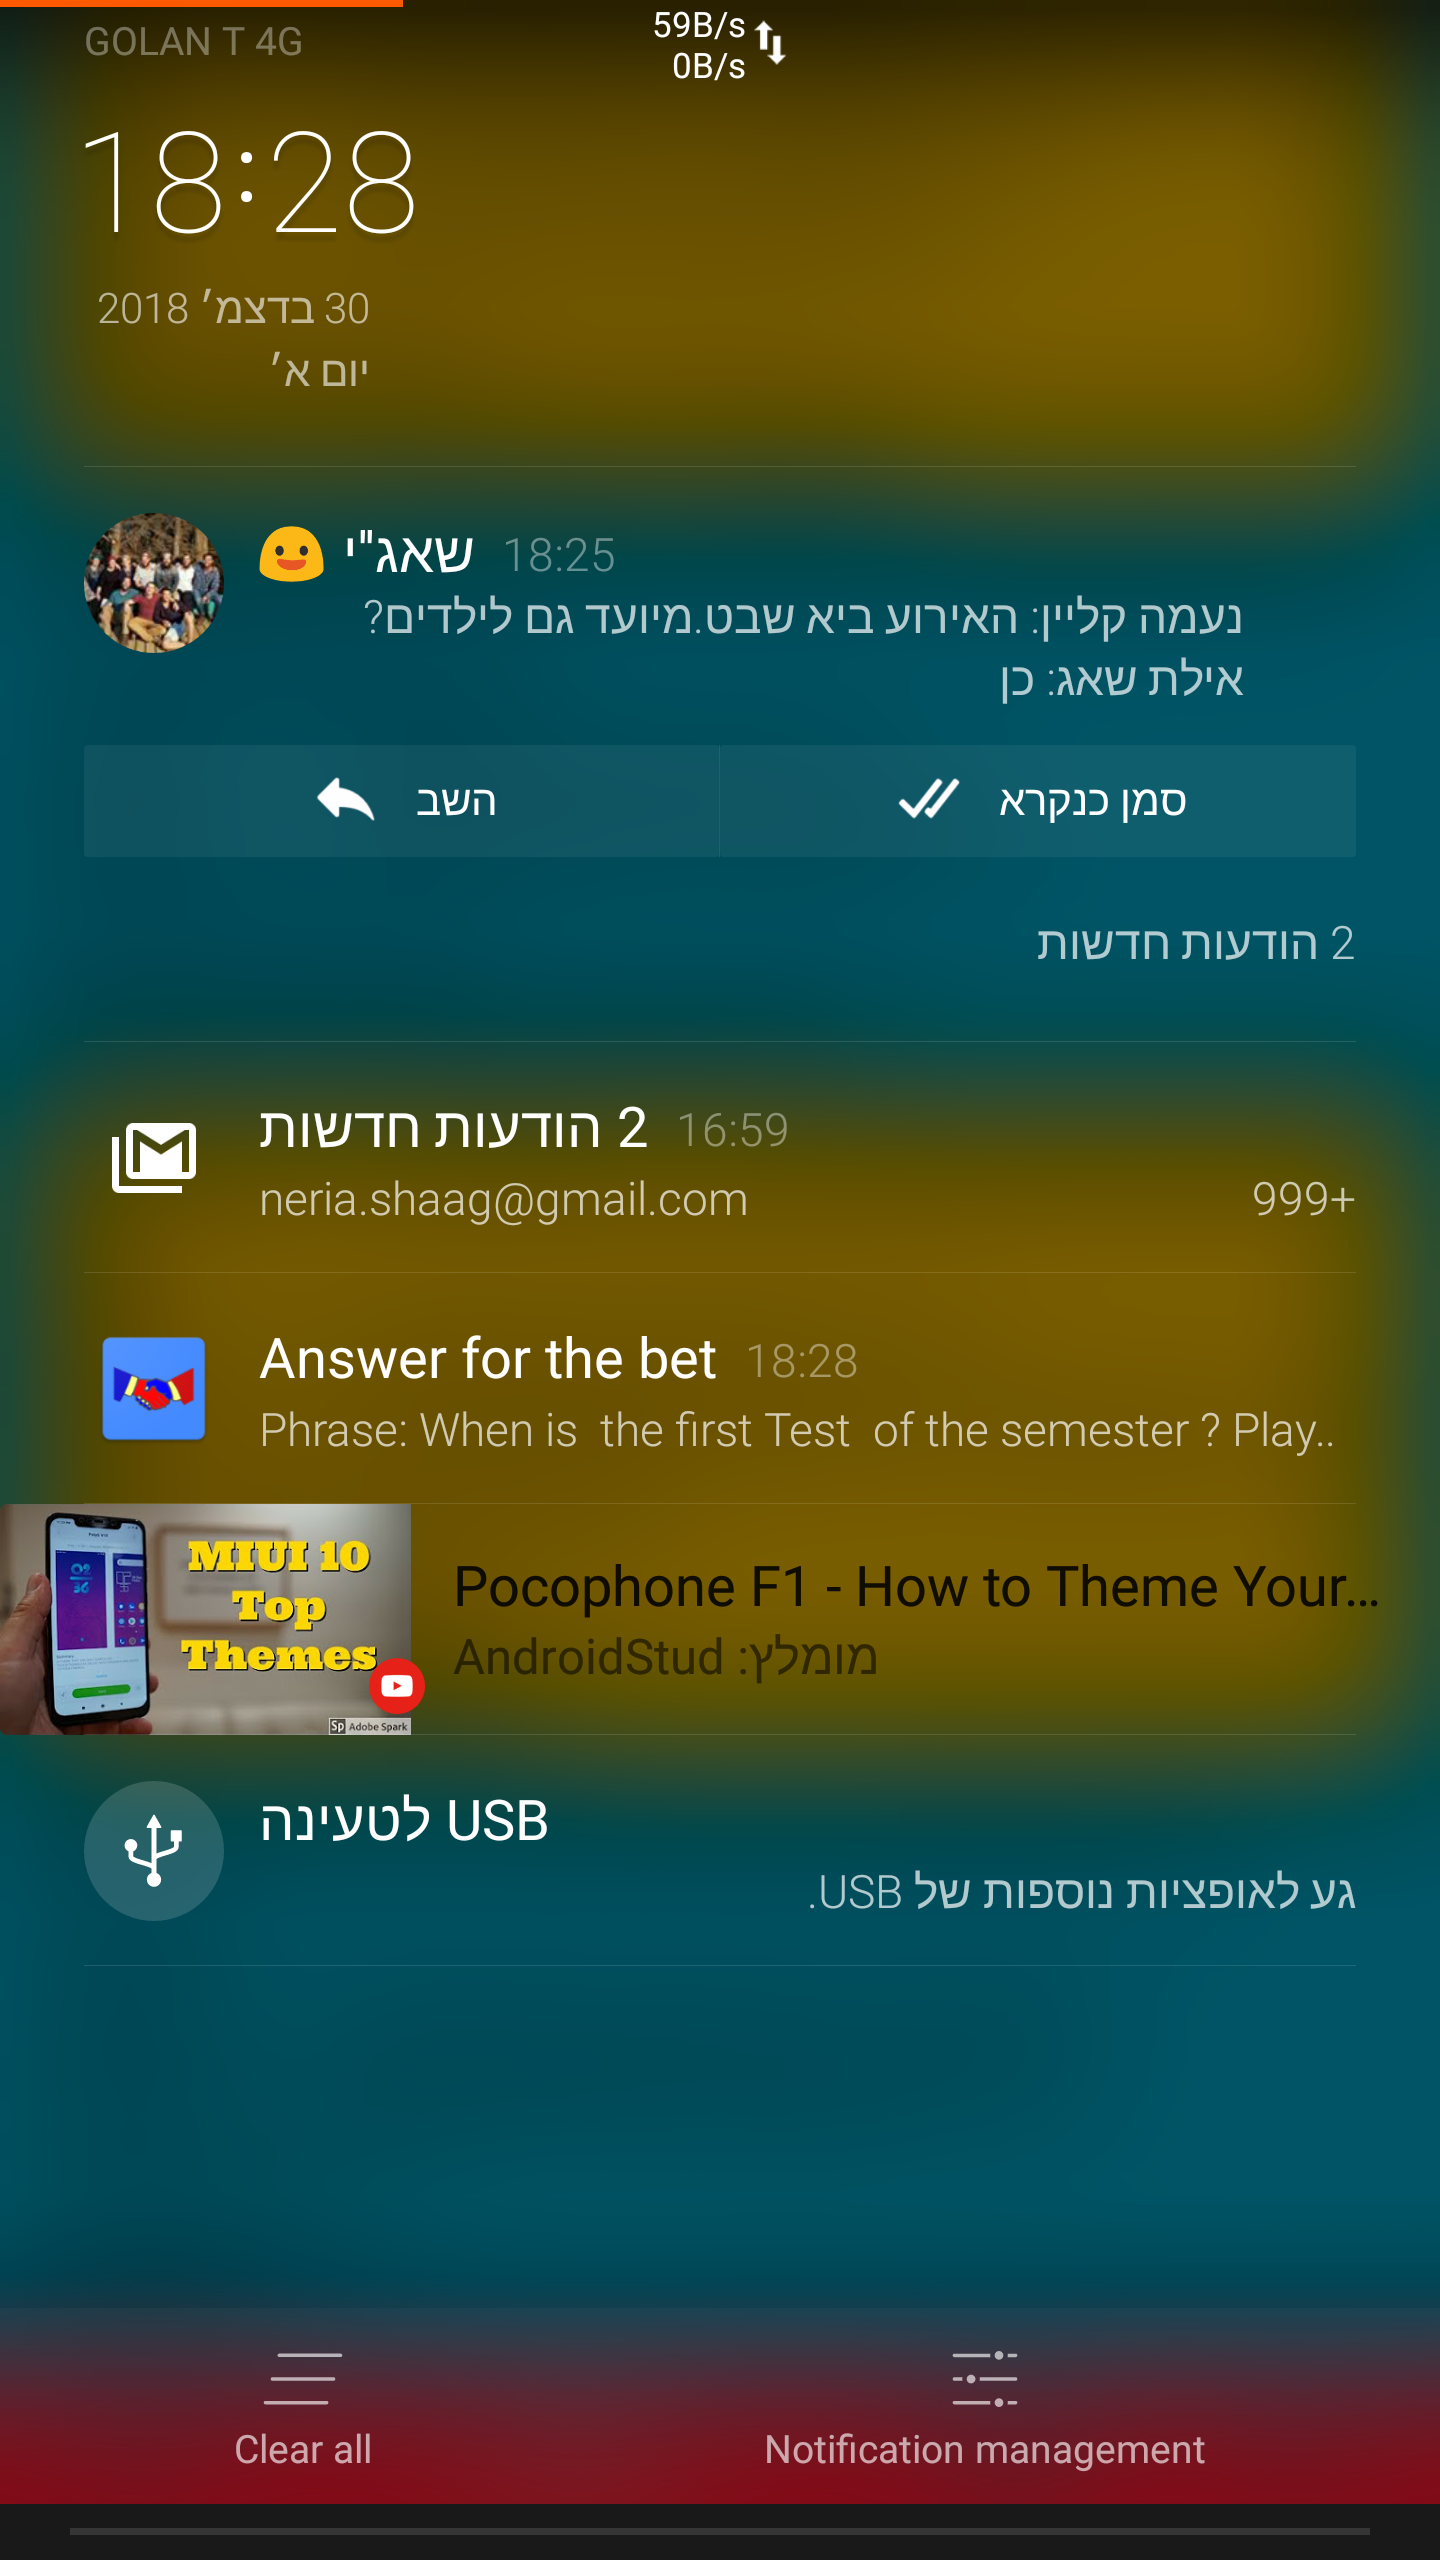 GOLAN T 4G
59B/s
0B/s
18:28
30 בדצמ׳ 2018
יום א׳
שאג"י 18:25
נעמה קליין: האירוע ביא שבט.מיועד גם לילדים?
אילת שאג: כן
השב
סמן כנקרא
2 הודעות חדשות
2 הודעות חדשות 16:59
neria.shaag@gmail.com 999+
Answer for the bet 18:28
Phrase: When is  the first Test  of the semester ? Play..
MIUI 10
Top
Themes
Sp Adobe Spark
Pocophone F1 - How to Theme Your...
מומלץ: AndroidStud
USB לטעינה
גע לאופציות נוספות של USB.
Clear all
Notification management